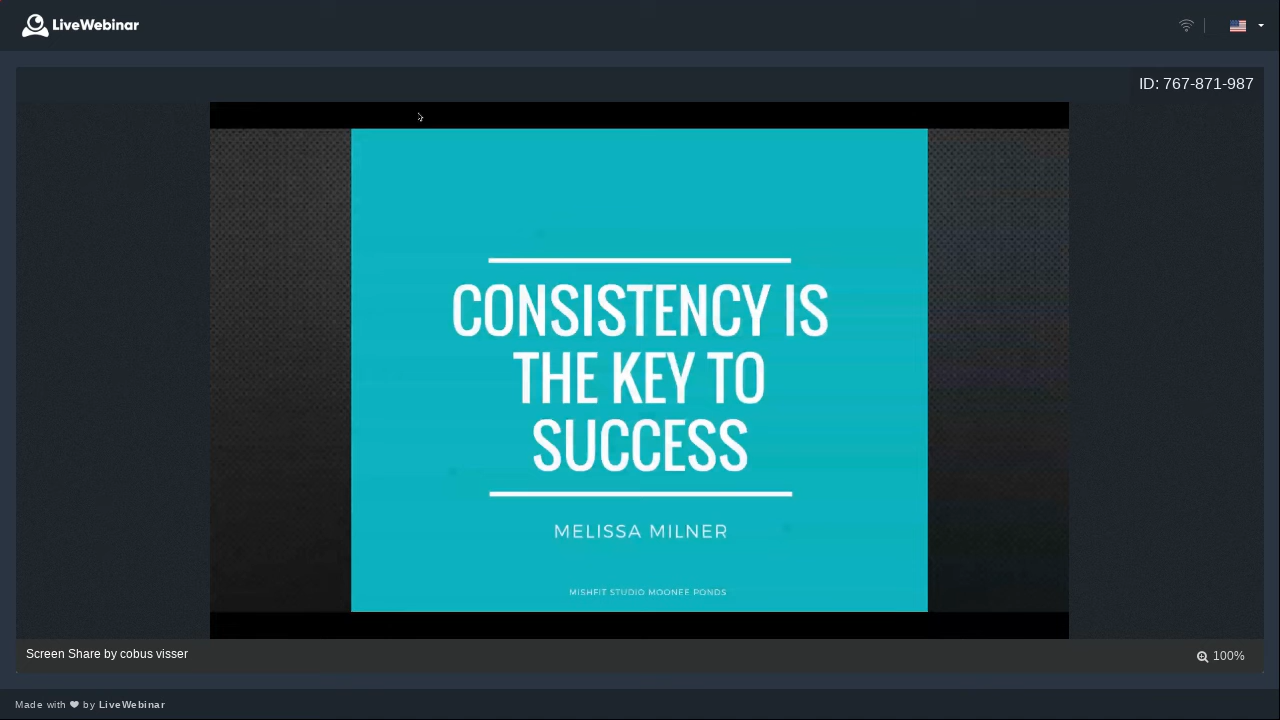 LiveWebinar
ID: 767-871-987
CONSISTENCY IS
THE KEY TO
SUCCESS
MELISSA MILNER
MISHFIT STUDIO MOONEE PONDS
Screen Share by cobus visser
100%
Made with ❤ by LiveWebinar